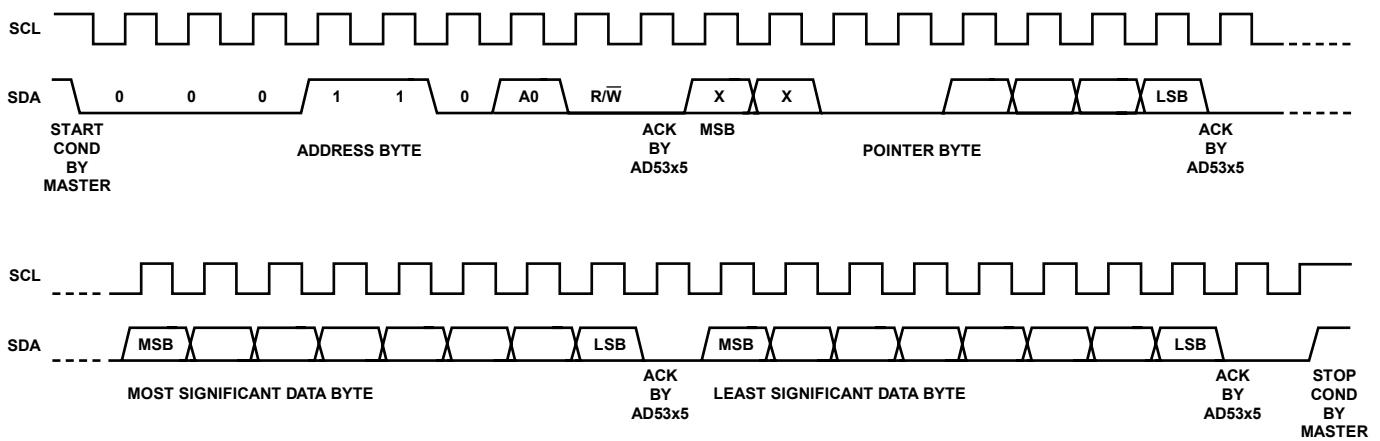 SCL
SDA
0 0 0 1 1 0 A0 R/W̅ X X LSB
START COND BY MASTER
ADDRESS BYTE
ACK BY AD53x5
MSB
POINTER BYTE
ACK BY AD53x5
SCL
SDA
MSB LSB MSB LSB
MOST SIGNIFICANT DATA BYTE
ACK BY AD53x5
LEAST SIGNIFICANT DATA BYTE
ACK BY AD53x5
STOP COND BY MASTER